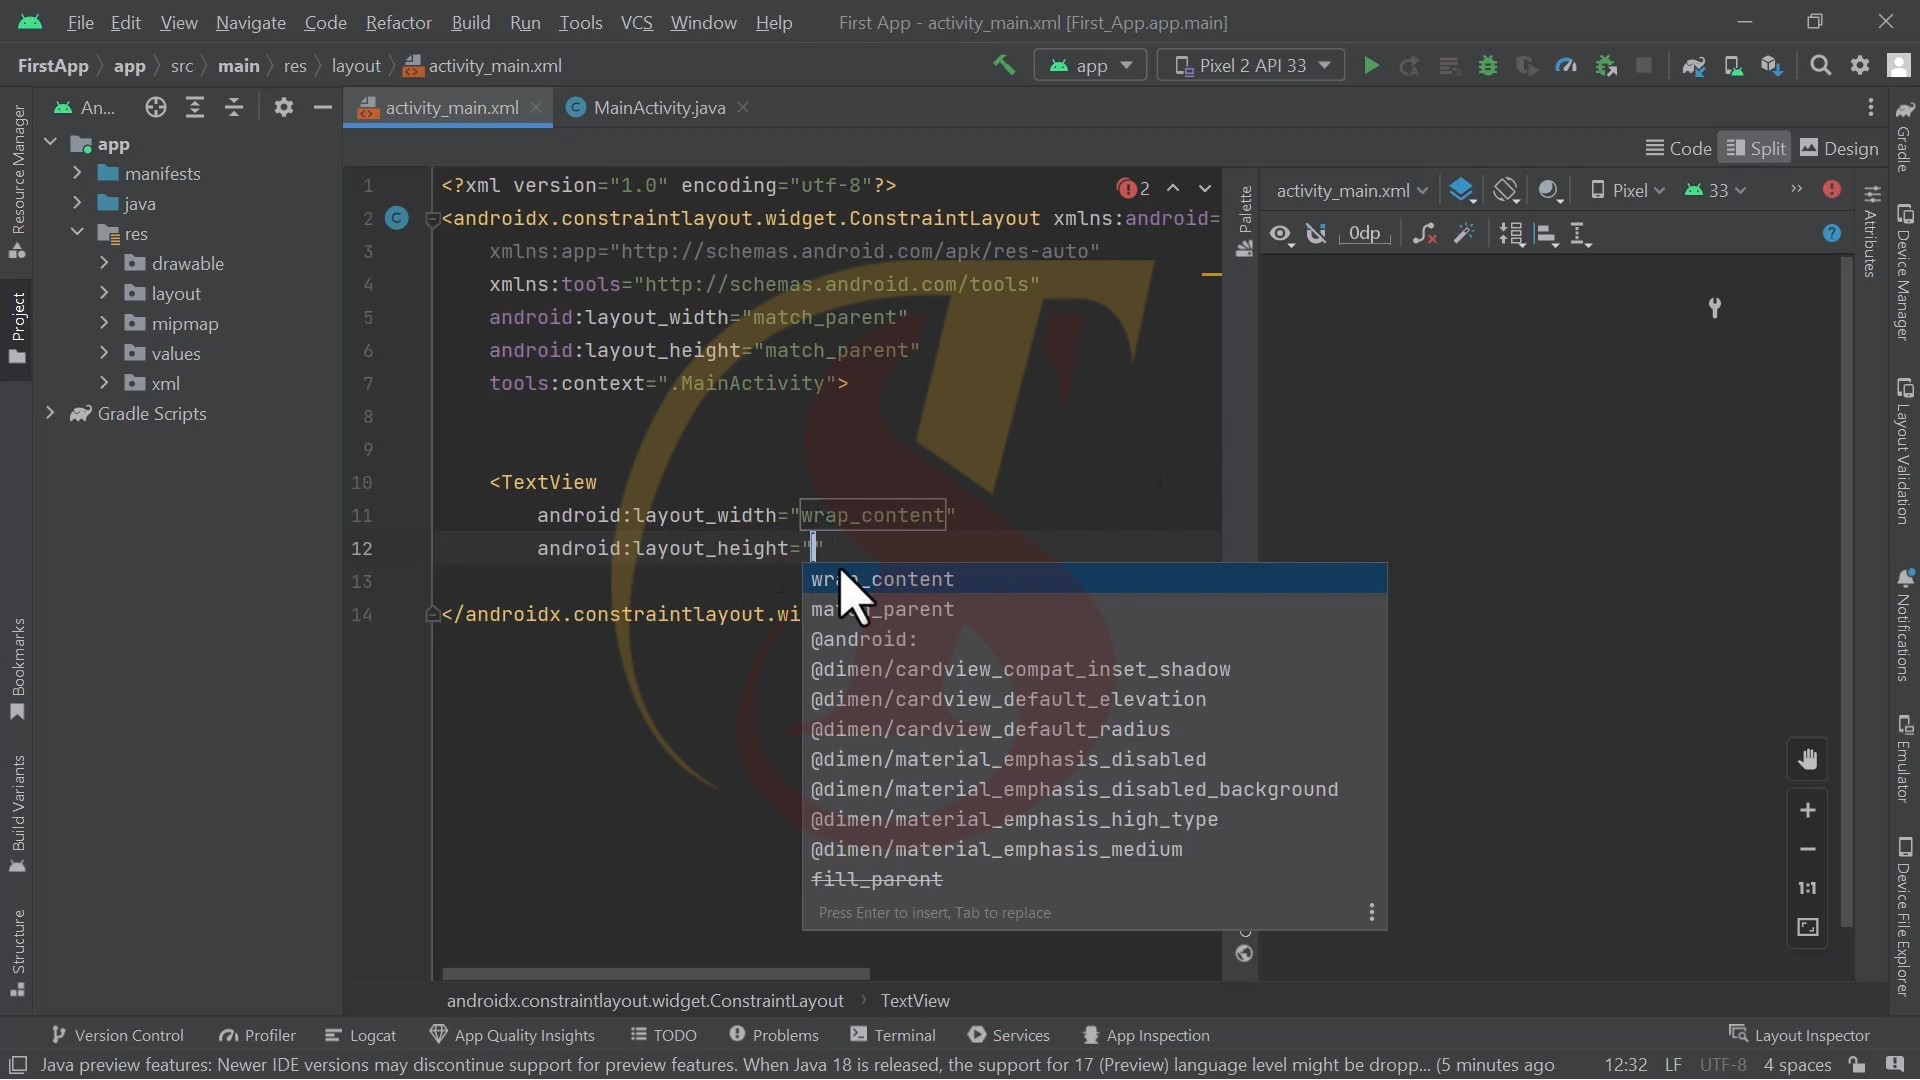 File Edit View Navigate Code Refactor Build Run Tools VCS Window Help First App - activity_main.xml [First_App.app.main]
FirstApp app src main res layout activity_main.xml app Pixel 2 API 33
An... activity_main.xml MainActivity.java
Code Split Design
Resource Manager
Project
Bookmarks
Build Variants
Structure
app
manifests
java
res
drawable
layout
mipmap
values
xml
Gradle Scripts
1 <?xml version="1.0" encoding="utf-8"?>
2 <androidx.constraintlayout.widget.ConstraintLayout xmlns:android=
3 xmlns:app="http://schemas.android.com/apk/res-auto"
4 xmlns:tools="http://schemas.android.com/tools"
5 android:layout_width="match_parent"
6 android:layout_height="match_parent"
7 tools:context=".MainActivity">
8
9
10 <TextView
11 android:layout_width="wrap_content"
12 android:layout_height=""
13
14 </androidx.constraintlayout.wi
2
wrap_content
match_parent
@android:
@dimen/cardview_compat_inset_shadow
@dimen/cardview_default_elevation
@dimen/cardview_default_radius
@dimen/material_emphasis_disabled
@dimen/material_emphasis_disabled_background
@dimen/material_emphasis_high_type
@dimen/material_emphasis_medium
fill_parent
Press Enter to insert, Tab to replace
Palette
activity_main.xml Pixel 33
0dp
1:1
Attributes
Gradle
Device Manager
Layout Validation
Notifications
Emulator
Device File Explorer
androidx.constraintlayout.widget.ConstraintLayout TextView
Version Control Profiler Logcat App Quality Insights TODO Problems Terminal Services App Inspection Layout Inspector
Java preview features: Newer IDE versions may discontinue support for preview features. When Java 18 is released, the support for 17 (Preview) language level might be dropp... (5 minutes ago 12:32 LF UTF-8 4 spaces